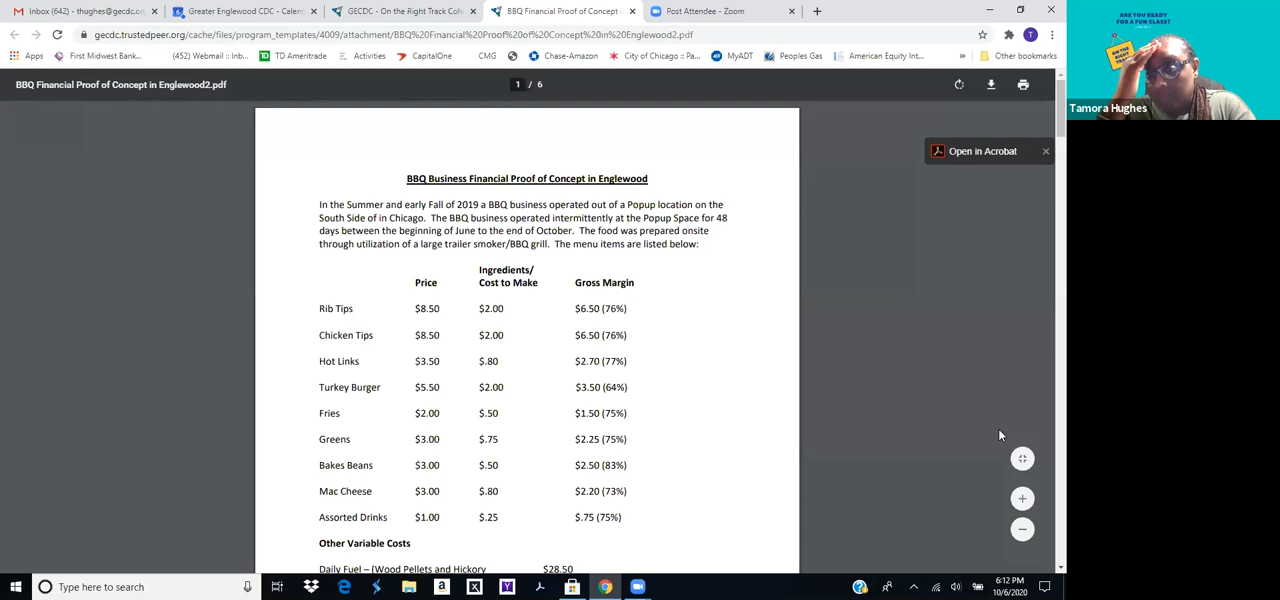 Inbox (642) - thughes@gecdc.or
Greater Englewood CDC - Calen
GECDC - On the Right Track Coh
BBQ Financial Proof of Concept
Post Attendee - Zoom
gecdc.trustedpeer.org/cache/files/program_templates/4009/attachment/BBQ%20Financial%20Proof%20of%20Concept%20in%20Englewood2.pdf
T
Apps
First Midwest Bank...
(452) Webmail :: Inb...
TD Ameritrade
Activities
CapitalOne
CMG
Chase-Amazon
City of Chicago :: Pa...
MyADT
Peoples Gas
American Equity Int...
»
Other bookmarks
BBQ Financial Proof of Concept in Englewood2.pdf
1 / 6
Open in Acrobat
ARE YOU READY
FOR A FUN CLASS?
ON THE
RIGHT
Tamora Hughes
BBQ Business Financial Proof of Concept in Englewood
In the Summer and early Fall of 2019 a BBQ business operated out of a Popup location on the
South Side of in Chicago. The BBQ business operated intermittently at the Popup Space for 48
days between the beginning of June to the end of October. The food was prepared onsite
through utilization of a large trailer smoker/BBQ grill. The menu items are listed below:
Ingredients/
Price Cost to Make Gross Margin
Rib Tips $8.50 $2.00 $6.50 (76%)
Chicken Tips $8.50 $2.00 $6.50 (76%)
Hot Links $3.50 $.80 $2.70 (77%)
Turkey Burger $5.50 $2.00 $3.50 (64%)
Fries $2.00 $.50 $1.50 (75%)
Greens $3.00 $.75 $2.25 (75%)
Bakes Beans $3.00 $.50 $2.50 (83%)
Mac Cheese $3.00 $.80 $2.20 (73%)
Assorted Drinks $1.00 $.25 $.75 (75%)
Other Variable Costs
Daily Fuel – (Wood Pellets and Hickory $28.50
Type here to search
6:12 PM
10/6/2020